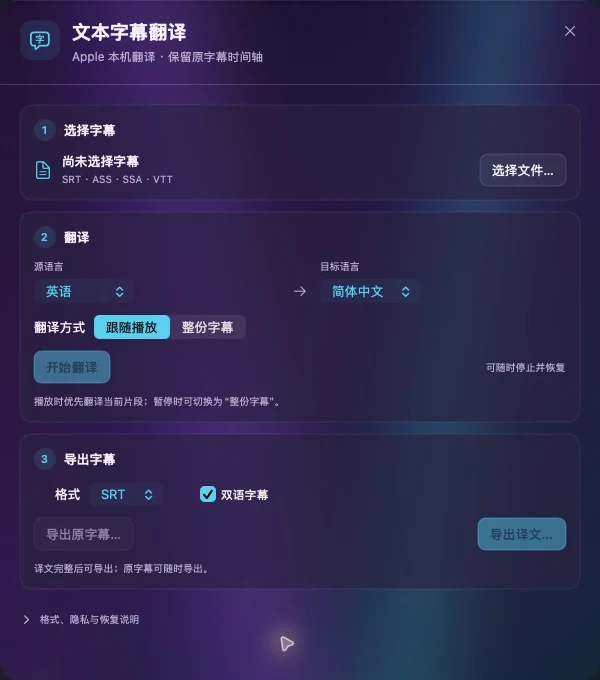 字
文本字幕翻译
Apple 本机翻译 · 保留原字幕时间轴
1 选择字幕
尚未选择字幕
SRT · ASS · SSA · VTT
选择文件...
2 翻译
源语言
目标语言
英语
→
简体中文
翻译方式 跟随播放 整份字幕
开始翻译
可随时停止并恢复
播放时优先翻译当前片段；暂停时可切换为“整份字幕”。
3 导出字幕
格式 SRT 双语字幕
导出原字幕...
导出译文...
译文完整后可导出；原字幕可随时导出。
格式、隐私与恢复说明